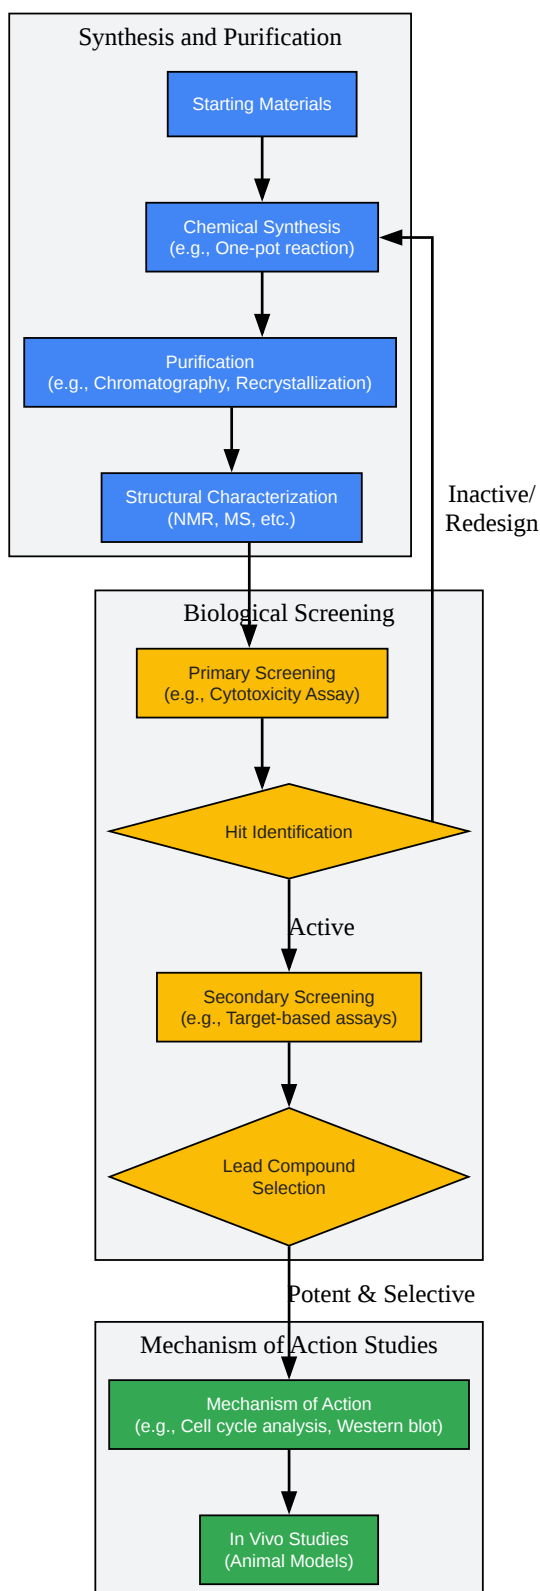 Synthesis and Purification
Starting Materials
Chemical Synthesis
(e.g., One-pot reaction)
Purification
(e.g., Chromatography, Recrystallization)
Structural Characterization
(NMR, MS, etc.)
Inactive/
Redesign
Biological Screening
Primary Screening
(e.g., Cytotoxicity Assay)
Hit Identification
Active
Secondary Screening
(e.g., Target-based assays)
Lead Compound
Selection
Potent & Selective
Mechanism of Action Studies
Mechanism of Action
(e.g., Cell cycle analysis, Western blot)
In Vivo Studies
(Animal Models)